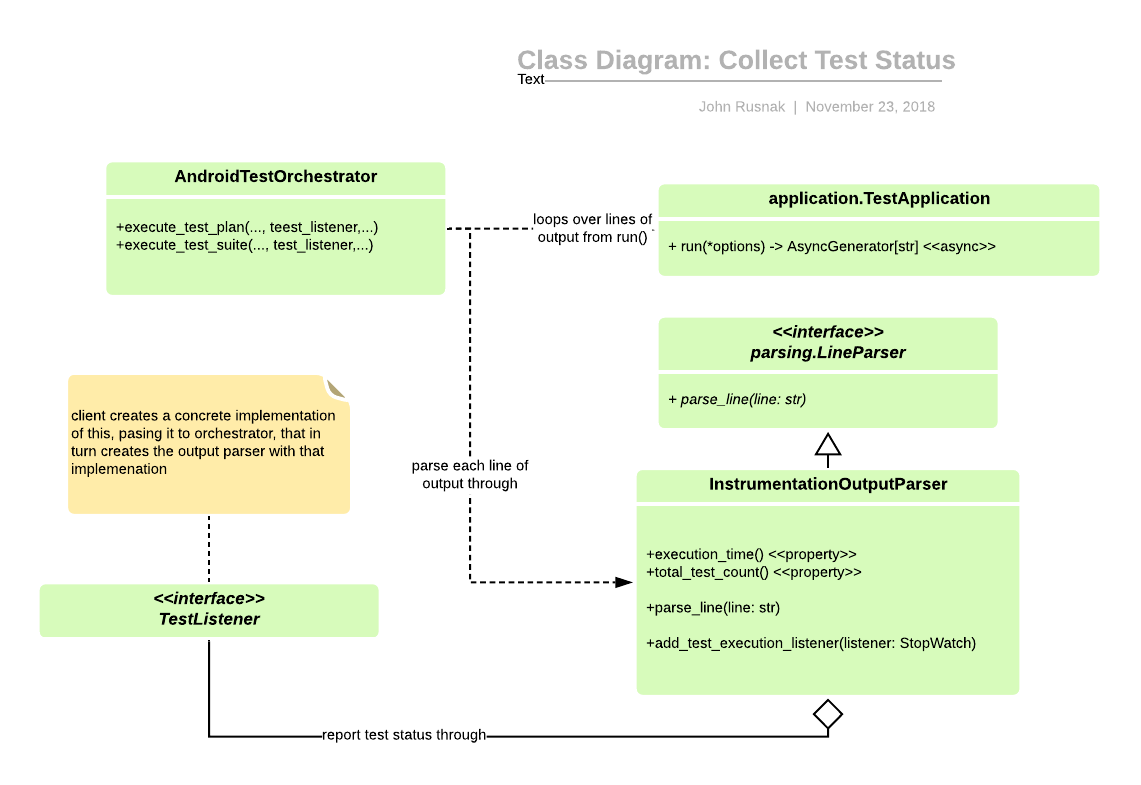 Class Diagram: Collect Test Status
Text
John Rusnak | November 23, 2018
AndroidTestOrchestrator
+execute_test_plan(..., teest_listener,...)
+execute_test_suite(..., test_listener,...)
loops over lines of
output from run()
application.TestApplication
+ run(*options) -> AsyncGenerator[str] <<async>>
<<interface>>
parsing.LineParser
+ parse_line(line: str)
client creates a concrete implementation
of this, pasing it to orchestrator, that in
turn creates the output parser with that
implemenation
parse each line of
output through
InstrumentationOutputParser
+execution_time() <<property>>
+total_test_count() <<property>>
+parse_line(line: str)
+add_test_execution_listener(listener: StopWatch)
<<interface>>
TestListener
report test status through